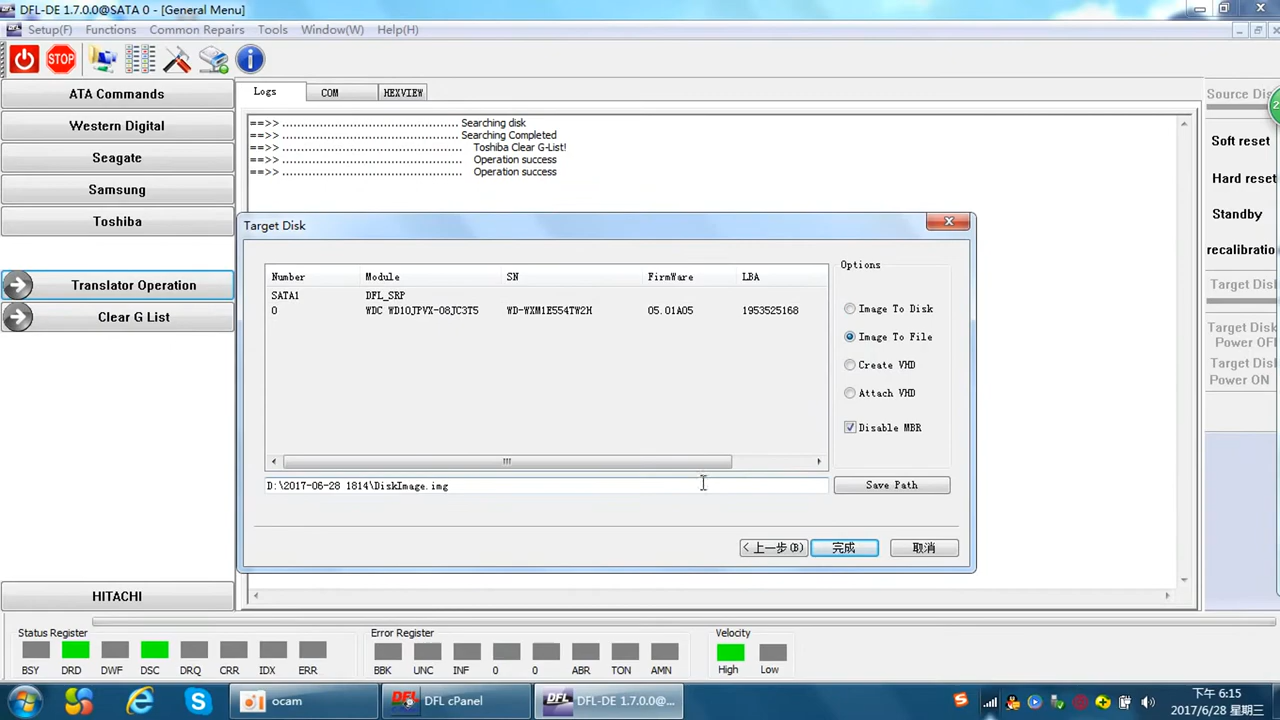 DFL-DE 1.7.0.0@SATA 0 - [General Menu]
Setup(F) Functions Common Repairs Tools Window(W) Help(H)
STOP
ATA Commands
Western Digital
Seagate
Samsung
Toshiba
Translator Operation
Clear G List
HITACHI
Logs COM HEXVIEW
==>> ............................................... Searching disk
==>> ............................................... Searching Completed
==>> ............................................... Toshiba Clear G-List!
==>> ............................................... Operation success
==>> ............................................... Operation success
Source Dis
Soft reset
Hard reset
Standby
recalibratio
Target Disk
Target Disk
Power OFF
Target Disk
Power ON
Target Disk
Number Module SN FirmWare LBA
SATA1 DFL_SRP
0 WDC WD10JPVX-08JC3T5 WD-WXM1E554TW2H 05.01A05 1953525168
Options
Image To Disk
Image To File
Create VHD
Attach VHD
Disable MBR
D:\2017-06-28 1814\DiskImage.img
Save Path
< 上一步(B) 完成 取消
Status Register
BSY DRD DWF DSC DRQ CRR IDX ERR
Error Register
BBK UNC INF 0 0 ABR TON AMN
Velocity
High Low
ocam
DFL cPanel
DFL-DE 1.7.0.0@...
下午 6:15
2017/6/28 星期三